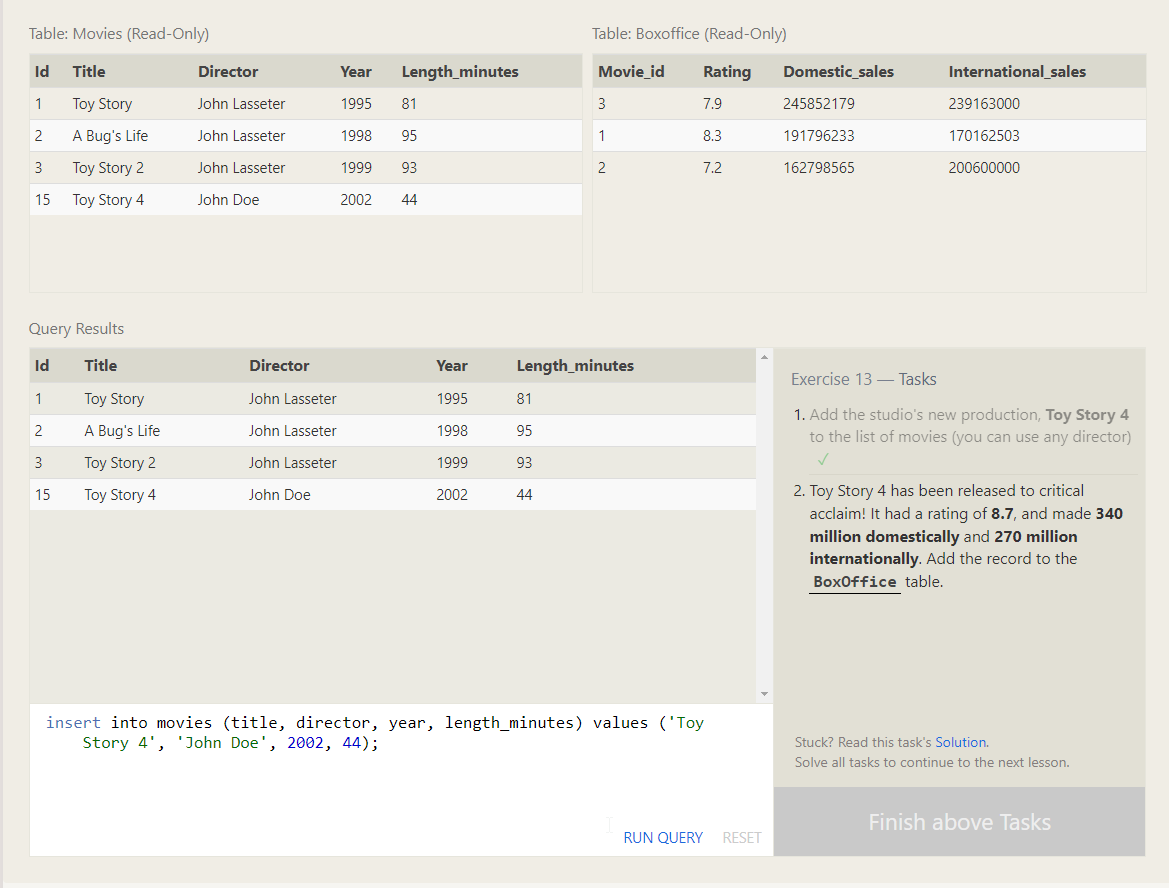 Table: Movies (Read-Only)
Id Title Director Year Length_minutes
1 Toy Story John Lasseter 1995 81
2 A Bug's Life John Lasseter 1998 95
3 Toy Story 2 John Lasseter 1999 93
15 Toy Story 4 John Doe 2002 44
Table: Boxoffice (Read-Only)
Movie_id Rating Domestic_sales International_sales
3 7.9 245852179 239163000
1 8.3 191796233 170162503
2 7.2 162798565 200600000
Query Results
Id Title Director Year Length_minutes
1 Toy Story John Lasseter 1995 81
2 A Bug's Life John Lasseter 1998 95
3 Toy Story 2 John Lasseter 1999 93
15 Toy Story 4 John Doe 2002 44
insert into movies (title, director, year, length_minutes) values ('Toy
Story 4', 'John Doe', 2002, 44);
RUN QUERY RESET
Exercise 13 — Tasks
1. Add the studio's new production, Toy Story 4
to the list of movies (you can use any director)
✓
2. Toy Story 4 has been released to critical
acclaim! It had a rating of 8.7, and made 340
million domestically and 270 million
internationally. Add the record to the
BoxOffice table.
Stuck? Read this task's Solution.
Solve all tasks to continue to the next lesson.
Finish above Tasks